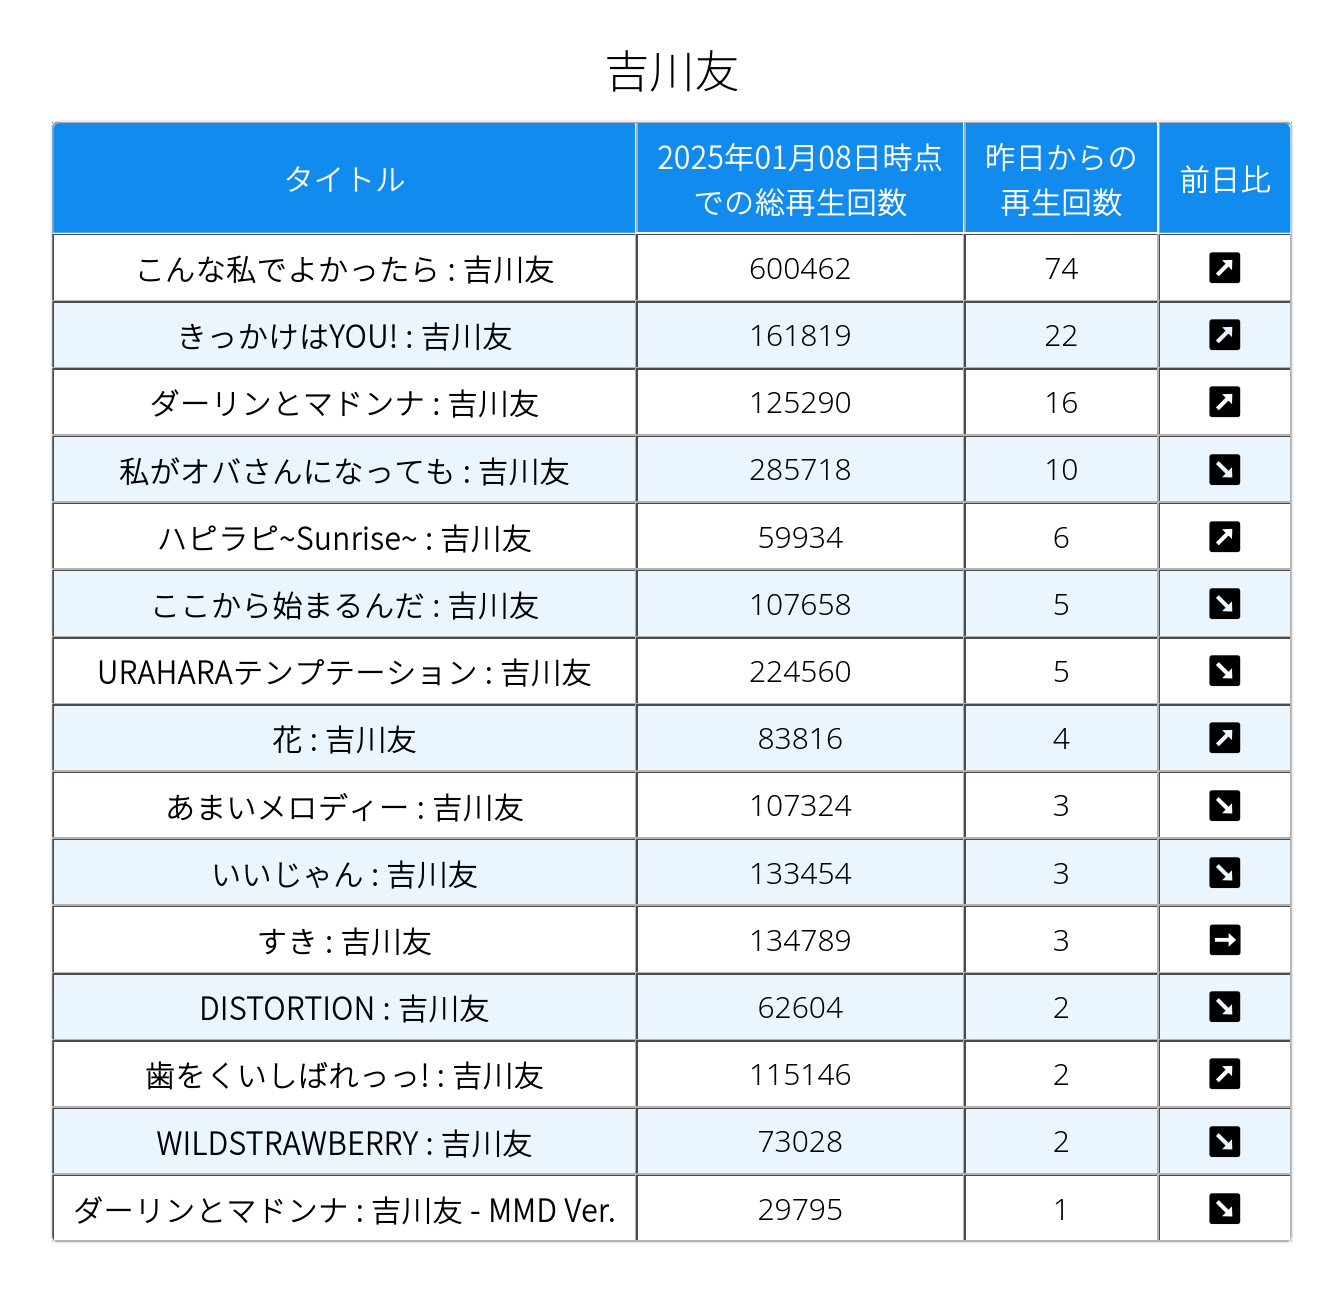 吉川友
タイトル
2025年01月08日時点
での総再生回数
昨日からの
再生回数
前日比
こんな私でよかったら : 吉川友 600462 74 ↗
きっかけはYOU! : 吉川友 161819 22 ↗
ダーリンとマドンナ : 吉川友 125290 16 ↗
私がオバさんになっても : 吉川友 285718 10 ↘
ハピラピ~Sunrise~ : 吉川友 59934 6 ↗
ここから始まるんだ : 吉川友 107658 5 ↘
URAHARAテンプテーション : 吉川友 224560 5 ↘
花 : 吉川友 83816 4 ↗
あまいメロディー : 吉川友 107324 3 ↘
いいじゃん : 吉川友 133454 3 ↘
すき : 吉川友 134789 3 →
DISTORTION : 吉川友 62604 2 ↘
歯をくいしばれっっ! : 吉川友 115146 2 ↗
WILDSTRAWBERRY : 吉川友 73028 2 ↘
ダーリンとマドンナ : 吉川友 - MMD Ver. 29795 1 ↘